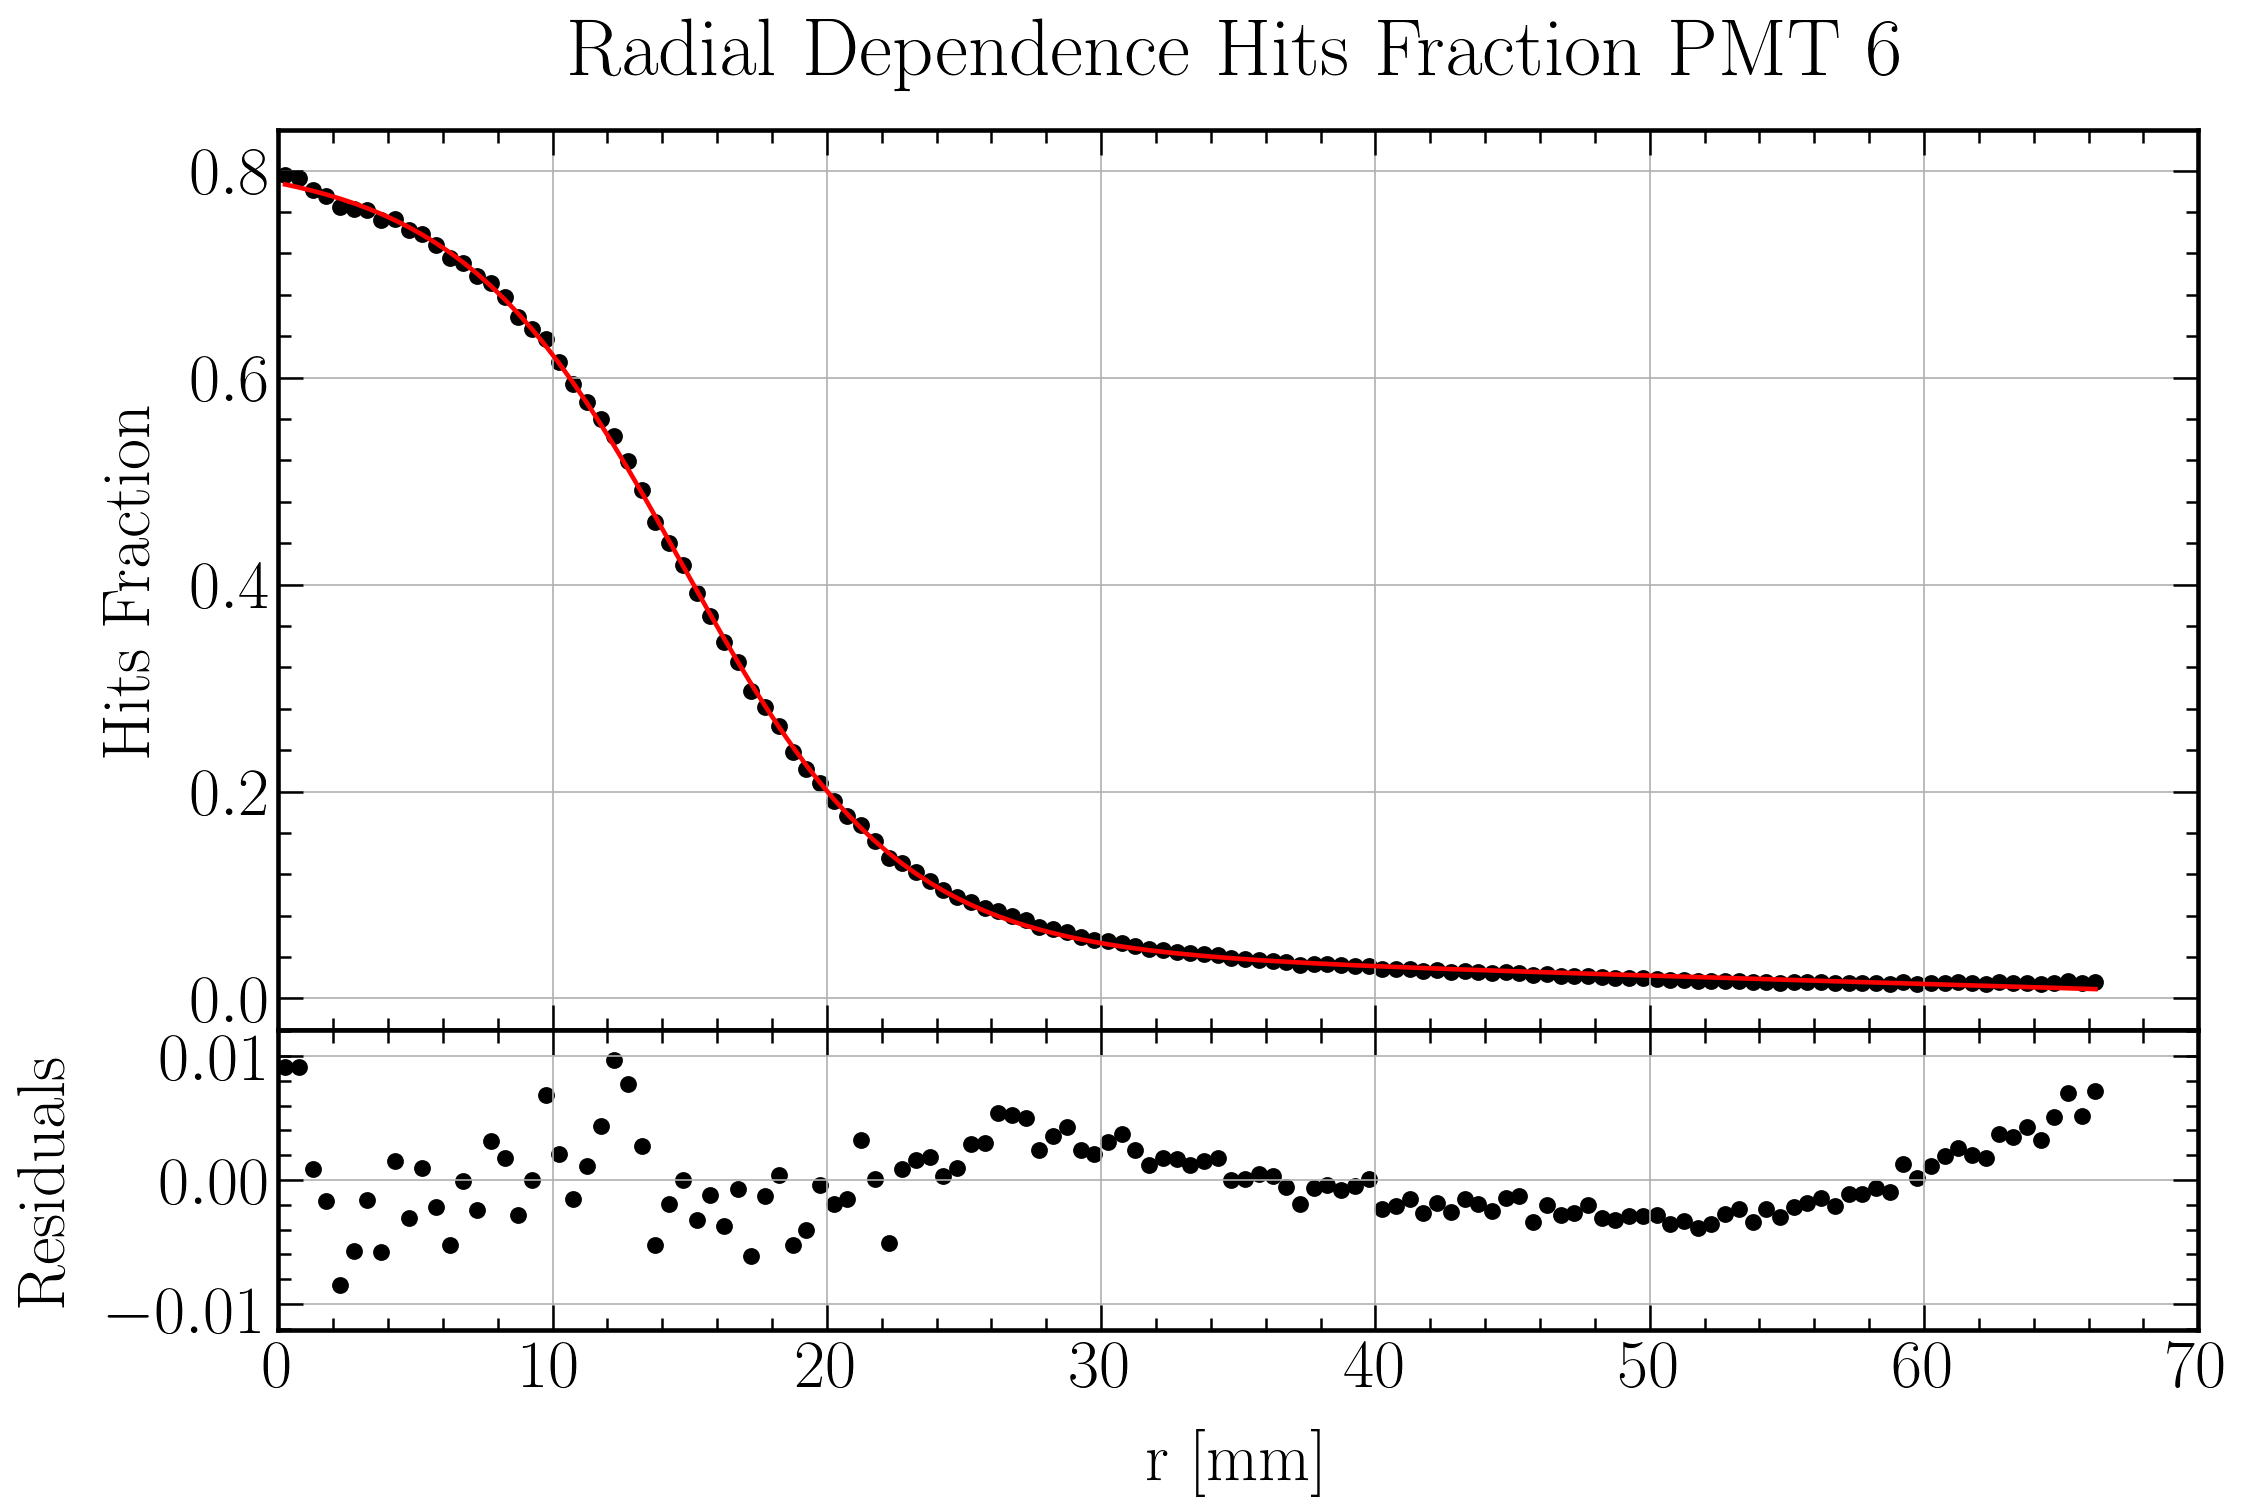 Radial Dependence Hits Fraction PMT 6
0.8
0.6
0.4
0.2
0.0
Hits Fraction
0.01
0.00
−0.01
Residuals
0 10 20 30 40 50 60 70
r [mm]